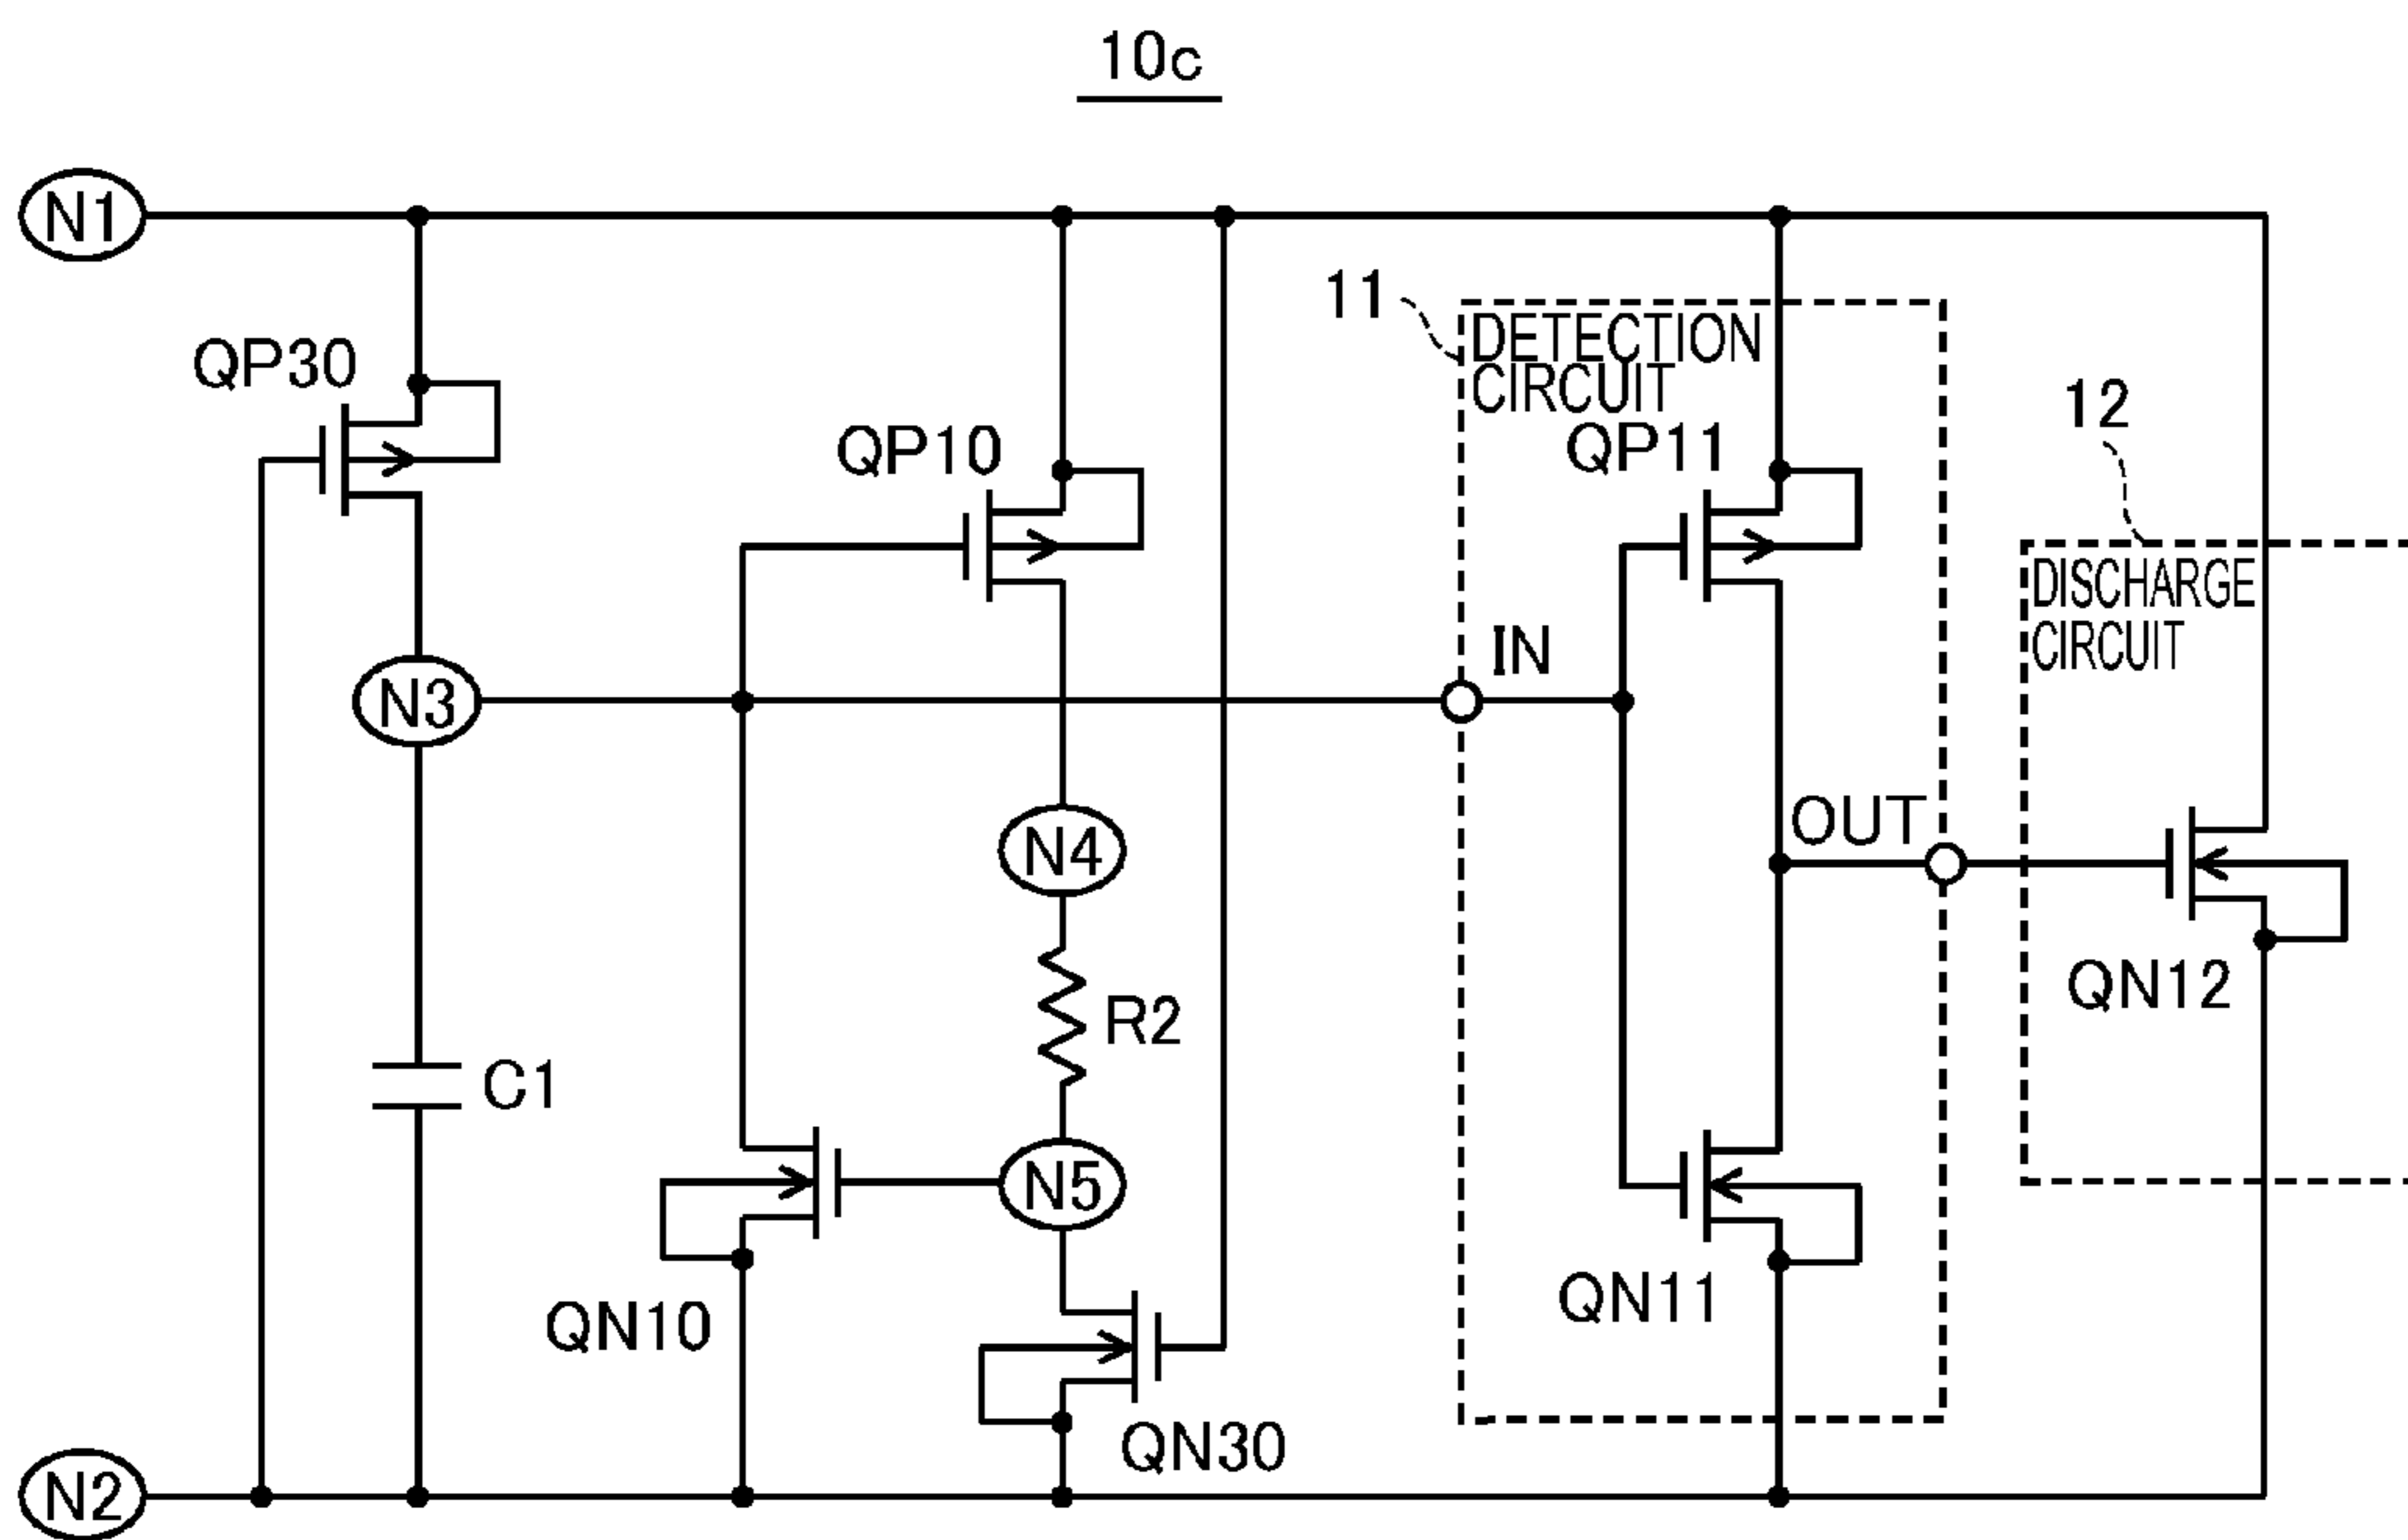 10c
N1
11
DETECTION
CIRCUIT
QP30
12
QP10
QP11
DISCHARGE
CIRCUIT
IN
N3
OUT
N4
QN12
R2
C1
N5
QN11
QN10
QN30
N2